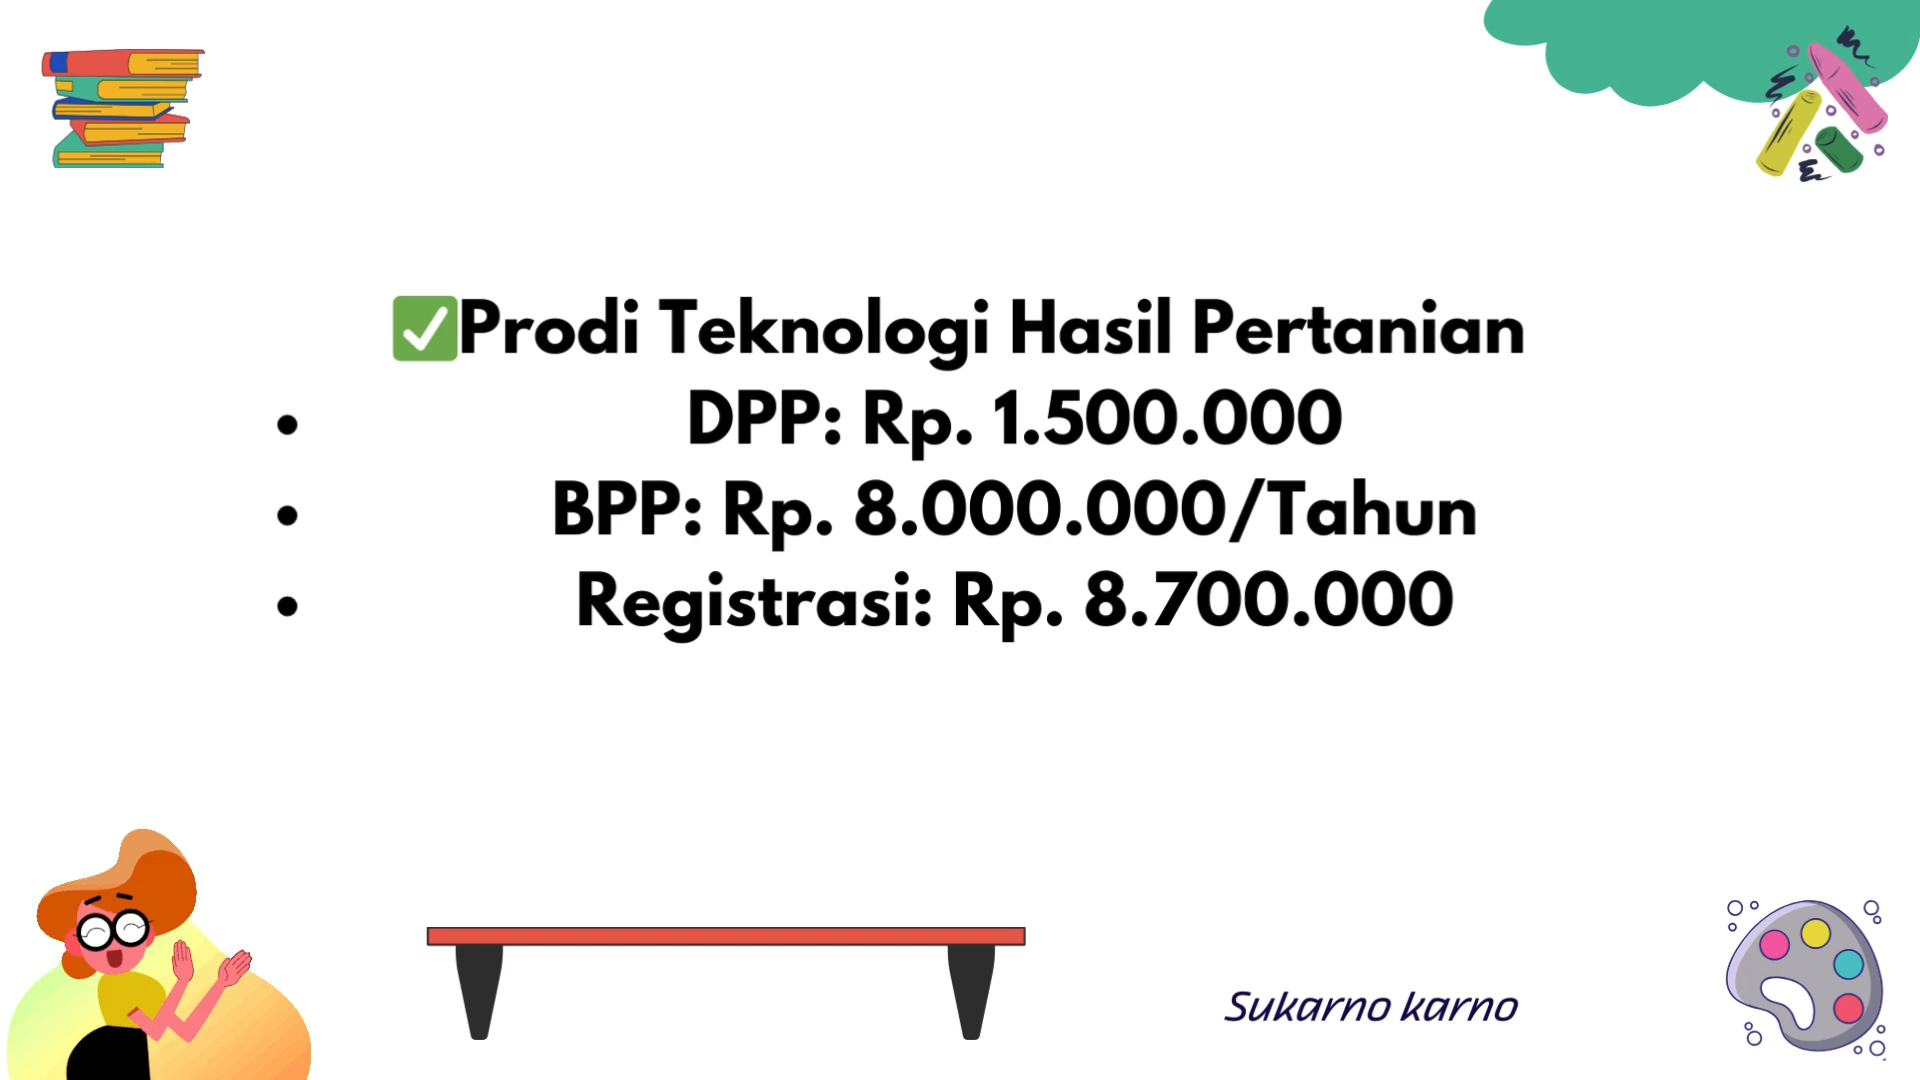 ✅Prodi Teknologi Hasil Pertanian
• DPP: Rp. 1.500.000
• BPP: Rp. 8.000.000/Tahun
• Registrasi: Rp. 8.700.000
Sukarno karno